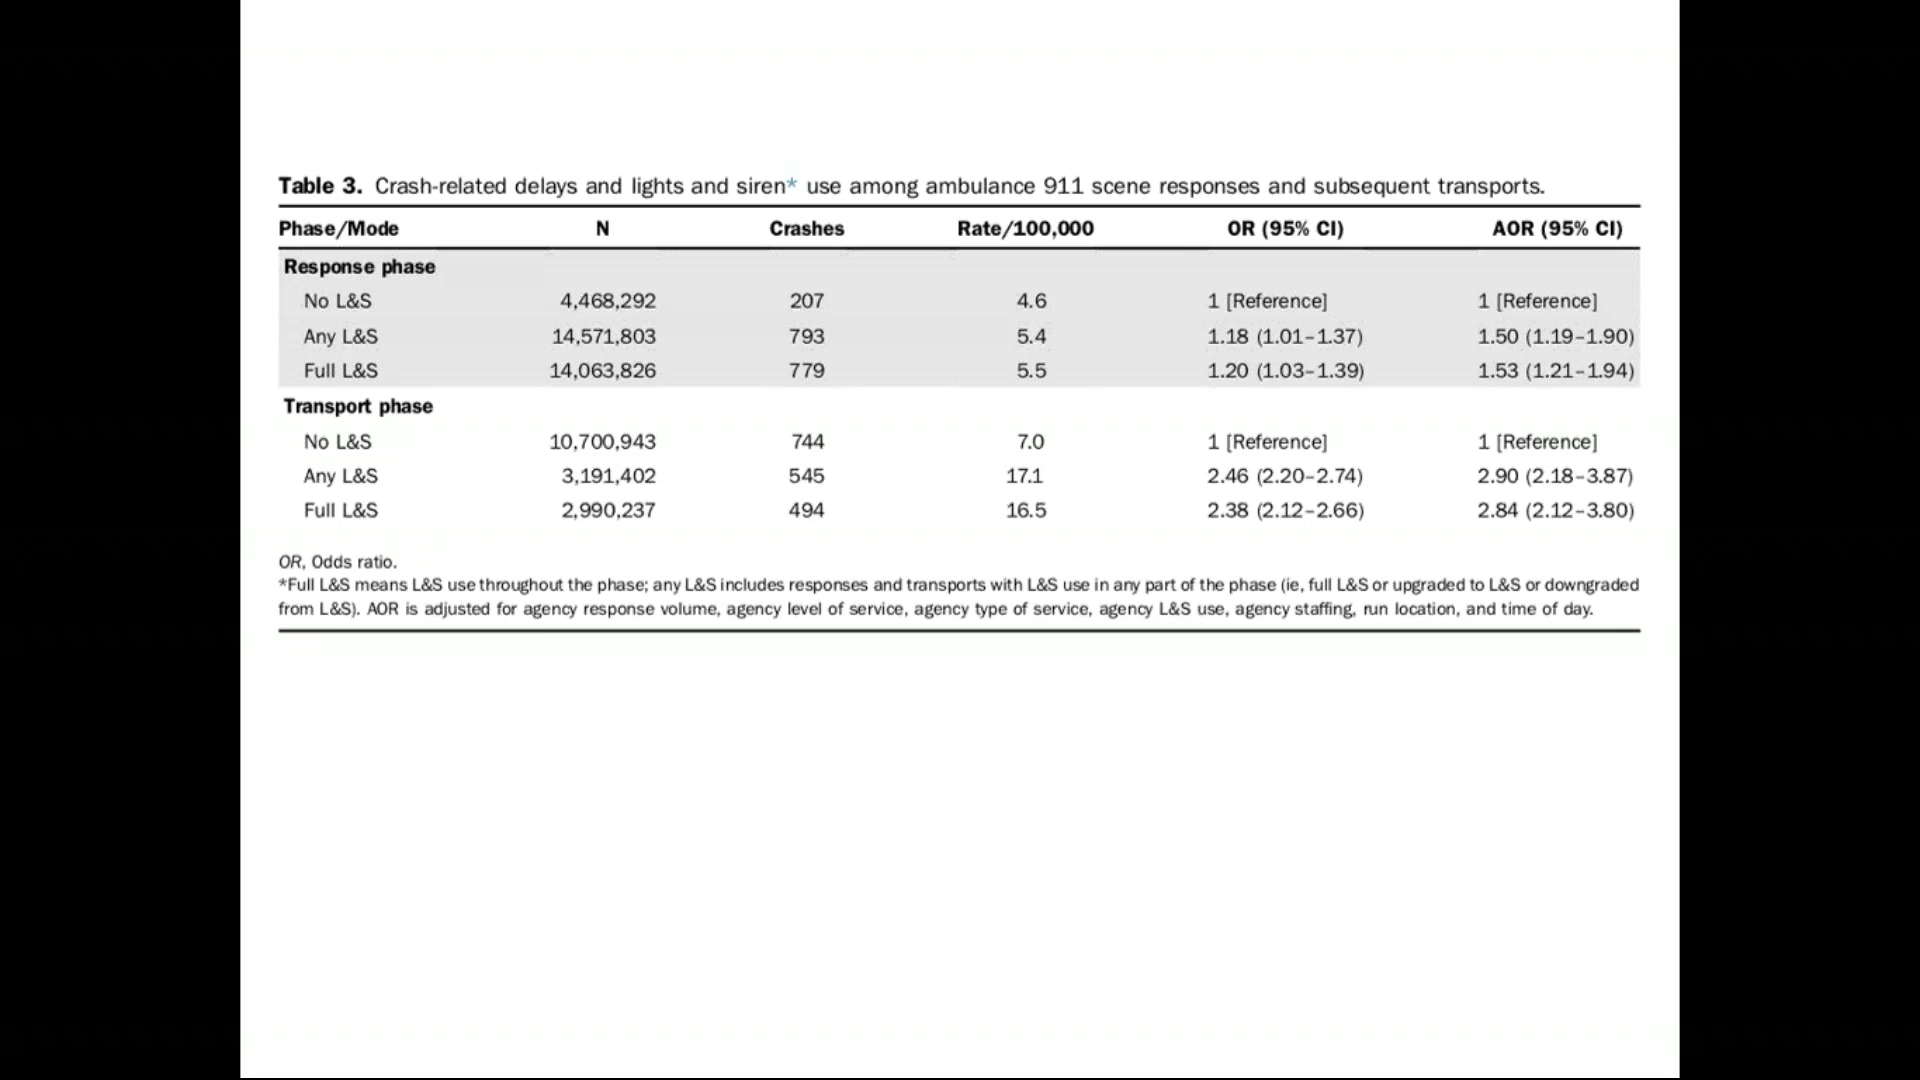 Table 3. Crash-related delays and lights and siren* use among ambulance 911 scene responses and subsequent transports.
Phase/Mode N Crashes Rate/100,000 OR (95% CI) AOR (95% CI)
Response phase
No L&S 4,468,292 207 4.6 1 [Reference] 1 [Reference]
Any L&S 14,571,803 793 5.4 1.18 (1.01–1.37) 1.50 (1.19–1.90)
Full L&S 14,063,826 779 5.5 1.20 (1.03–1.39) 1.53 (1.21–1.94)
Transport phase
No L&S 10,700,943 744 7.0 1 [Reference] 1 [Reference]
Any L&S 3,191,402 545 17.1 2.46 (2.20–2.74) 2.90 (2.18–3.87)
Full L&S 2,990,237 494 16.5 2.38 (2.12–2.66) 2.84 (2.12–3.80)
OR, Odds ratio.
*Full L&S means L&S use throughout the phase; any L&S includes responses and transports with L&S use in any part of the phase (ie, full L&S or upgraded to L&S or downgraded
from L&S). AOR is adjusted for agency response volume, agency level of service, agency type of service, agency L&S use, agency staffing, run location, and time of day.